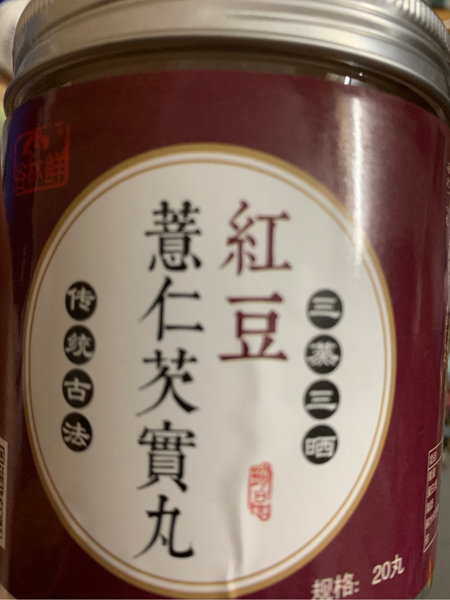 紅豆
薏仁芡實丸
三蒸三晒
传统古法
规格: 20丸